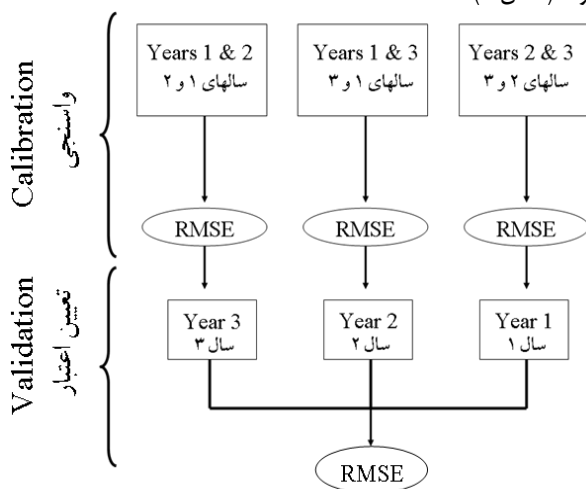 Calibration
واسنجی
Years 1 & 2
سالهای ۱ و ۲
Years 1 & 3
سالهای ۱ و ۳
Years 2 & 3
سالهای ۲ و ۳
RMSE
RMSE
RMSE
Validation
تعیین اعتبار
Year 3
سال ۳
Year 2
سال ۲
Year 1
سال ۱
RMSE